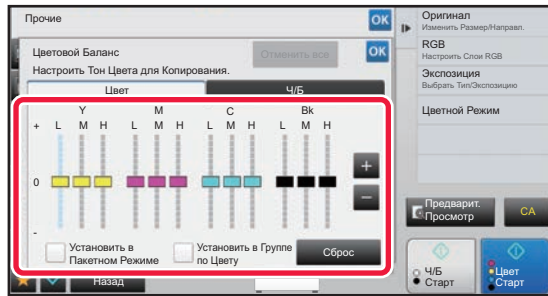 Прочие
OK
Цветовой Баланс
Отменить все
OK
Настроить Тон Цвета для Копирования.
Цвет
Ч/Б
Y M C Bk
+ L M H L M H L M H L M H
+
0
-
-
Установить в
Пакетном Режиме
Установить в Группе
по Цвету
Сброс
Назад
Оригинал
Изменить Размер/Направл.
RGB
Настроить Слои RGB
Экспозиция
Выбрать Тип/Экспозицию
Цветной Режим
Предварит.
Просмотр
CA
Ч/Б
Старт
Цвет
Старт